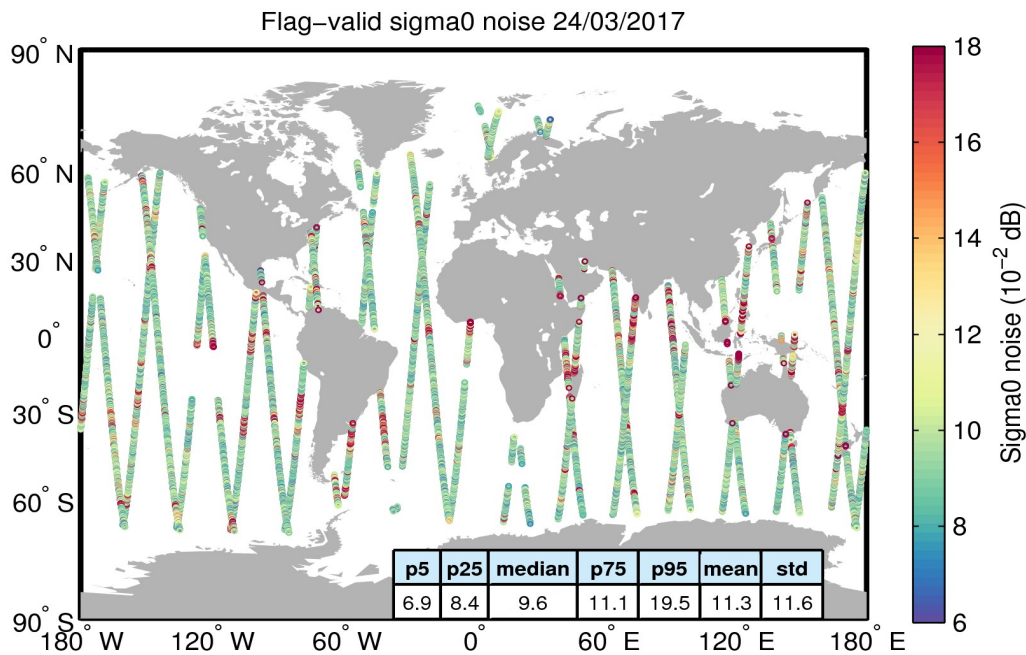 Flag−valid sigma0 noise 24/03/2017
90° N
60° N
30° N
0°
30° S
60° S
90° S
180° W
120° W
60° W
0°
60° E
120° E
180° E
p5 p25 median p75 p95 mean std
6.9 8.4 9.6 11.1 19.5 11.3 11.6
18
16
14
12
10
8
6
Sigma0 noise (10⁻² dB)